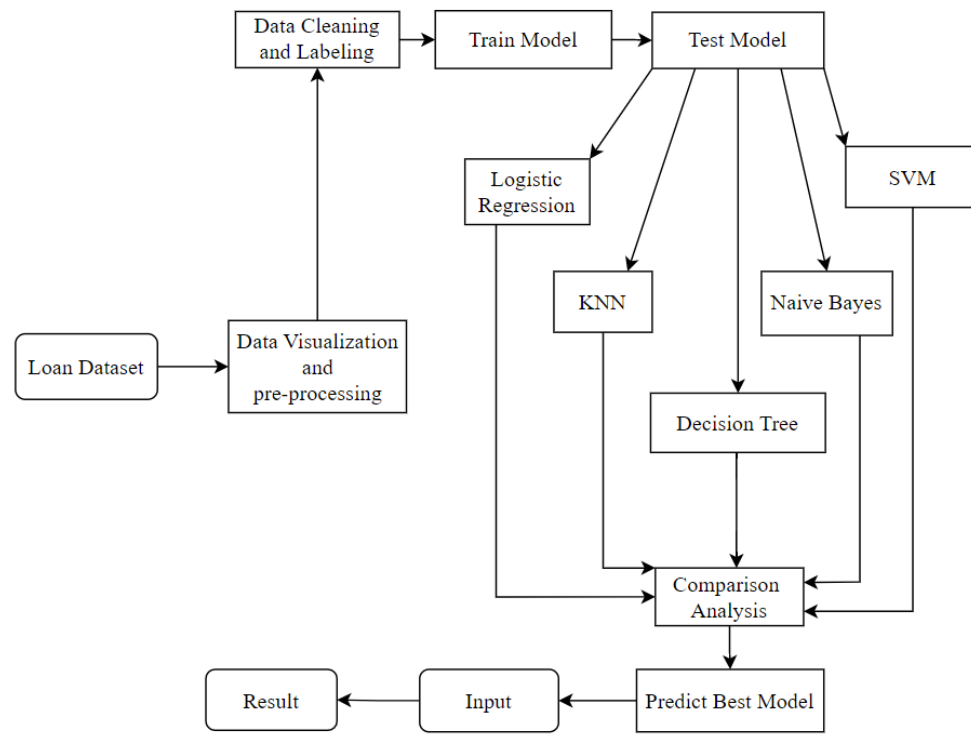 Data Cleaning
and Labeling
Train Model
Test Model
Logistic
Regression
SVM
KNN
Naive Bayes
Loan Dataset
Data Visualization
and
pre-processing
Decision Tree
Comparison
Analysis
Result
Input
Predict Best Model